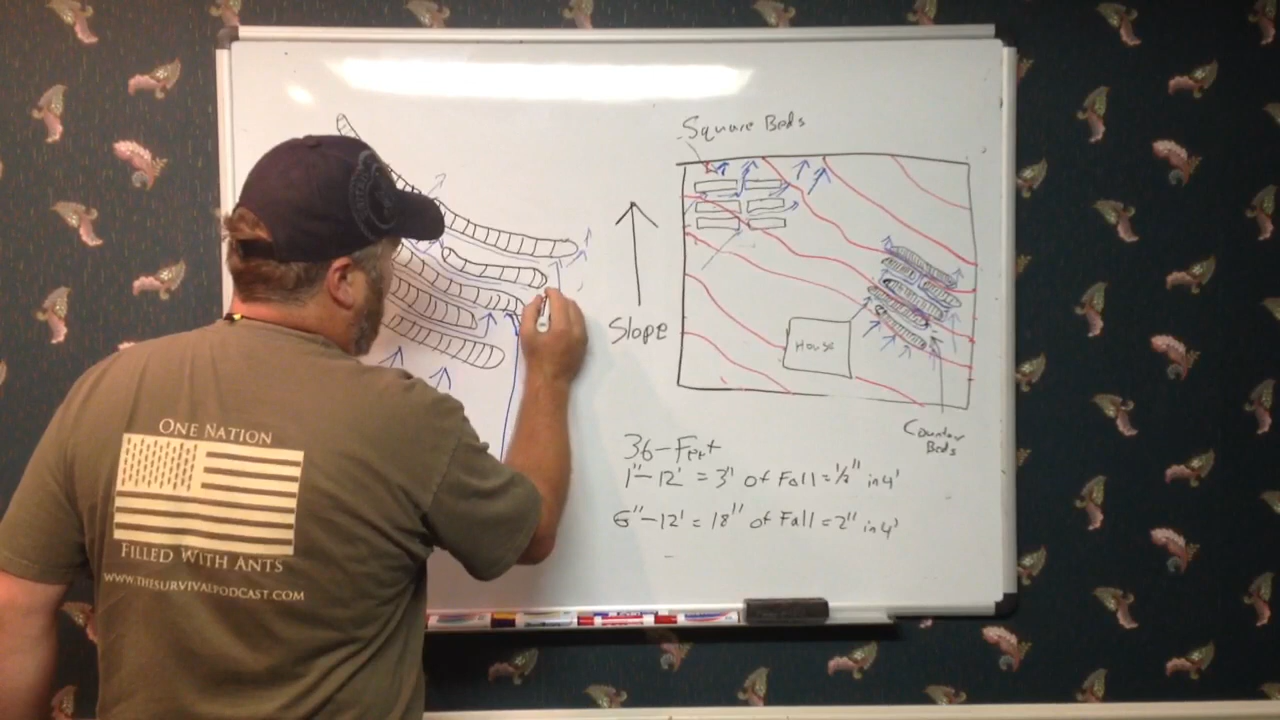 Square Beds
Slope
House
Counter
Beds
36-Feet
1"-12' = 3" of Fall = 1/2" in 4'
6"-12' = 18" of Fall = 2" in 4'
ONE NATION
FILLED WITH ANTS
WWW.THESURVIVALPODCAST.COM